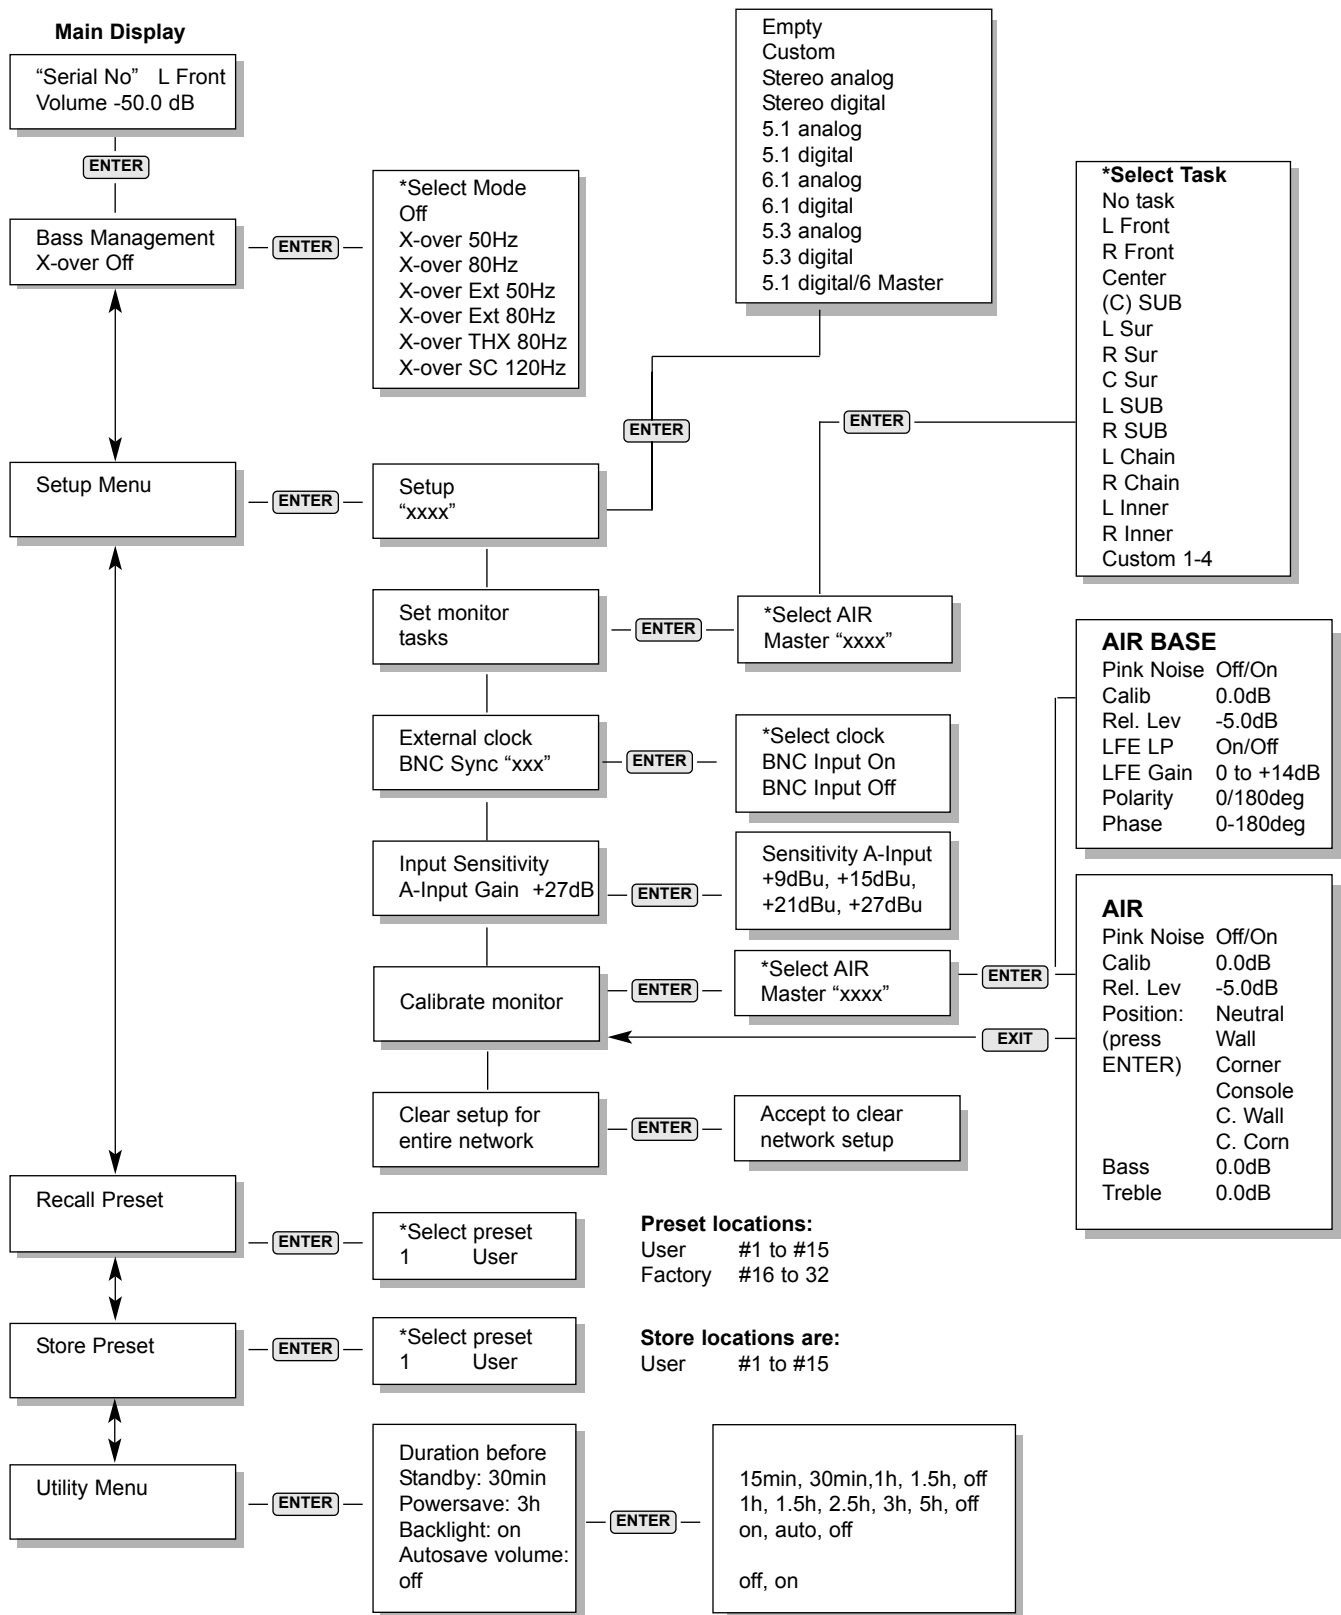 Main Display
“Serial No” L Front
Volume -50.0 dB
ENTER
Bass Management
X-over Off
ENTER
*Select Mode
Off
X-over 50Hz
X-over 80Hz
X-over Ext 50Hz
X-over Ext 80Hz
X-over THX 80Hz
X-over SC 120Hz
Empty
Custom
Stereo analog
Stereo digital
5.1 analog
5.1 digital
6.1 analog
6.1 digital
5.3 analog
5.3 digital
5.1 digital/6 Master
Setup Menu
ENTER
Setup
“xxxx”
ENTER
Set monitor
tasks
ENTER
*Select AIR
Master “xxxx”
ENTER
*Select Task
No task
L Front
R Front
Center
(C) SUB
L Sur
R Sur
C Sur
L SUB
R SUB
L Chain
R Chain
L Inner
R Inner
Custom 1-4
External clock
BNC Sync “xxx”
ENTER
*Select clock
BNC Input On
BNC Input Off
Input Sensitivity
A-Input Gain +27dB
ENTER
Sensitivity A-Input
+9dBu, +15dBu,
+21dBu, +27dBu
Calibrate monitor
ENTER
*Select AIR
Master “xxxx”
ENTER
EXIT
AIR BASE
Pink Noise Off/On
Calib 0.0dB
Rel. Lev -5.0dB
LFE LP On/Off
LFE Gain 0 to +14dB
Polarity 0/180deg
Phase 0-180deg
AIR
Pink Noise Off/On
Calib 0.0dB
Rel. Lev -5.0dB
Position: Neutral
(press Wall
ENTER) Corner
Console
C. Wall
C. Corn
Bass 0.0dB
Treble 0.0dB
Clear setup for
entire network
ENTER
Accept to clear
network setup
Recall Preset
ENTER
*Select preset
1 User
Preset locations:
User #1 to #15
Factory #16 to 32
Store Preset
ENTER
*Select preset
1 User
Store locations are:
User #1 to #15
Utility Menu
ENTER
Duration before
Standby: 30min
Powersave: 3h
Backlight: on
Autosave volume:
off
ENTER
15min, 30min,1h, 1.5h, off
1h, 1.5h, 2.5h, 3h, 5h, off
on, auto, off
off, on